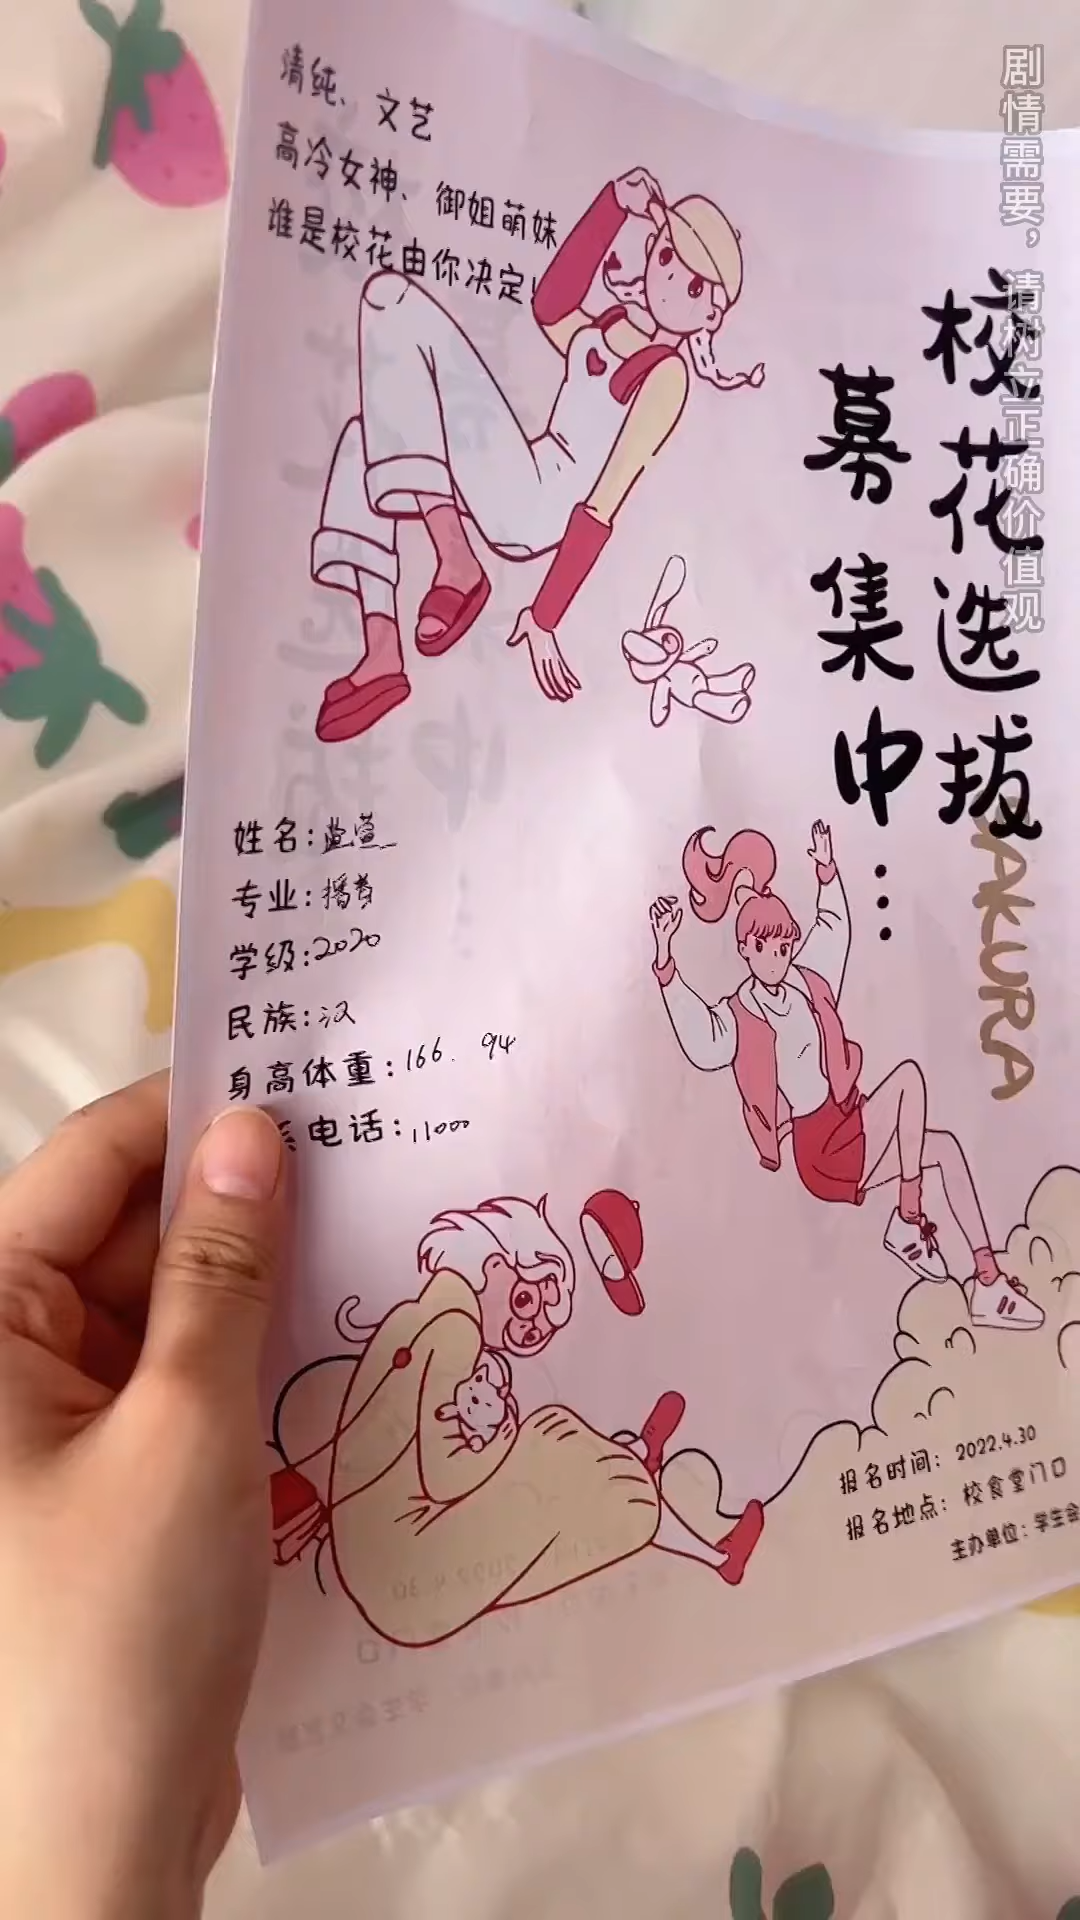 剧情需要，请树立正确价值观
清纯、文艺
高冷女神、御姐萌妹
谁是校花由你决定!
校花选拔
募集中...
SAKURA
姓名:蓝萱
专业:播音
学级:2020
民族:汉
身高体重:166. 94
系电话:11000
报名时间: 2022.4.30
报名地点: 校食堂门口
主办单位: 学生会